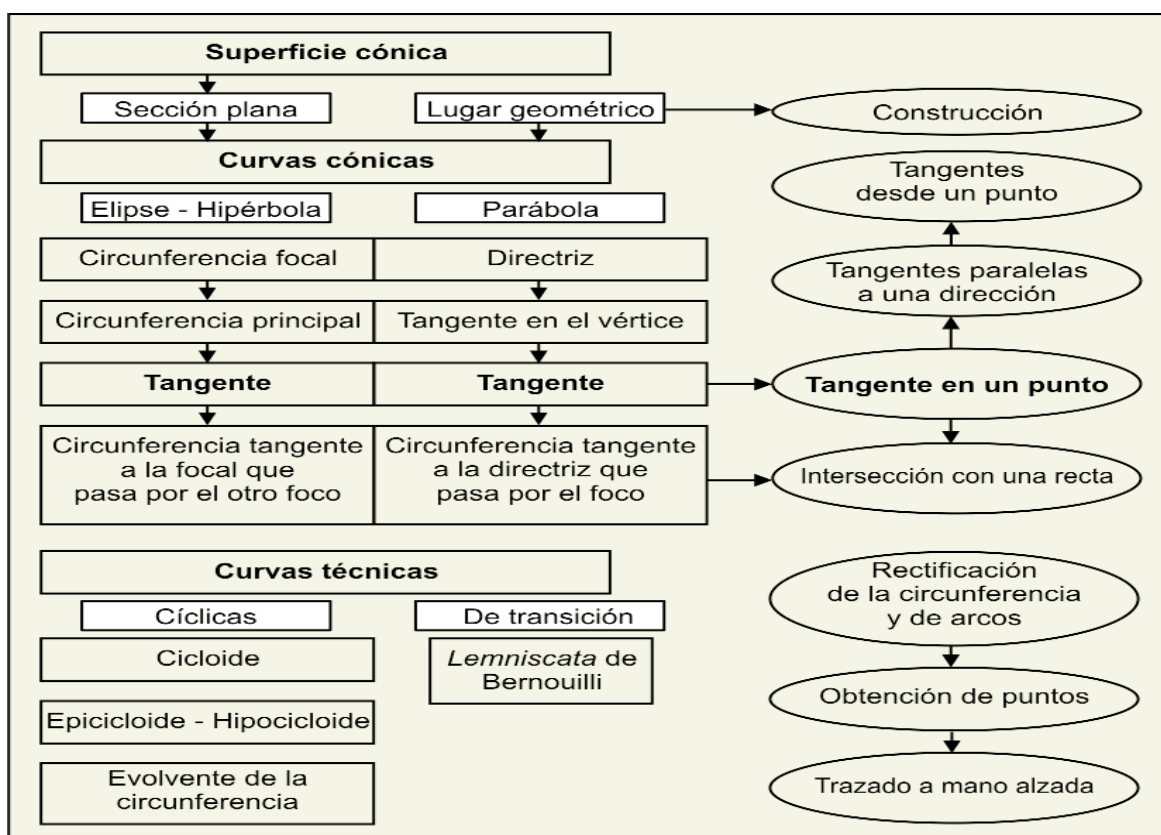 Superficie cónica
Sección plana
Lugar geométrico
Construcción
Curvas cónicas
Tangentes
desde un punto
Elipse - Hipérbola
Parábola
Circunferencia focal
Directriz
Tangentes paralelas
a una dirección
Circunferencia principal
Tangente en el vértice
Tangente
Tangente
Tangente en un punto
Circunferencia tangente
a la focal que
pasa por el otro foco
Circunferencia tangente
a la directriz que
pasa por el foco
Intersección con una recta
Curvas técnicas
Cíclicas
De transición
Rectificación
de la circunferencia
y de arcos
Cicloide
Lemniscata de
Bernouilli
Epicicloide - Hipocicloide
Obtención de puntos
Evolvente de la
circunferencia
Trazado a mano alzada